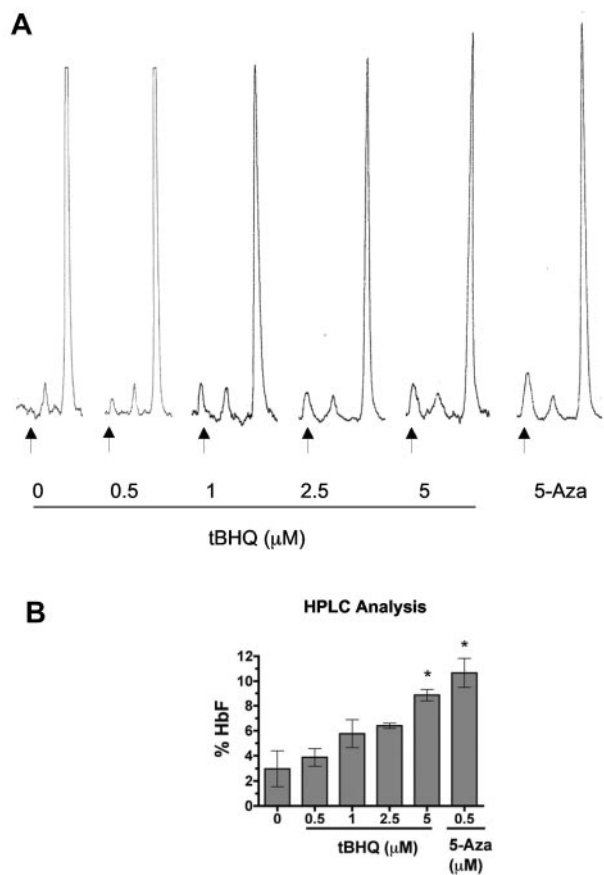 A
0 0.5 1 2.5 5 5-Aza
tBHQ (μM)
B
HPLC Analysis
% HbF
12
10
8
6
4
2
0
* *
0 0.5 1 2.5 5 0.5
tBHQ (μM) 5-Aza
(μM)